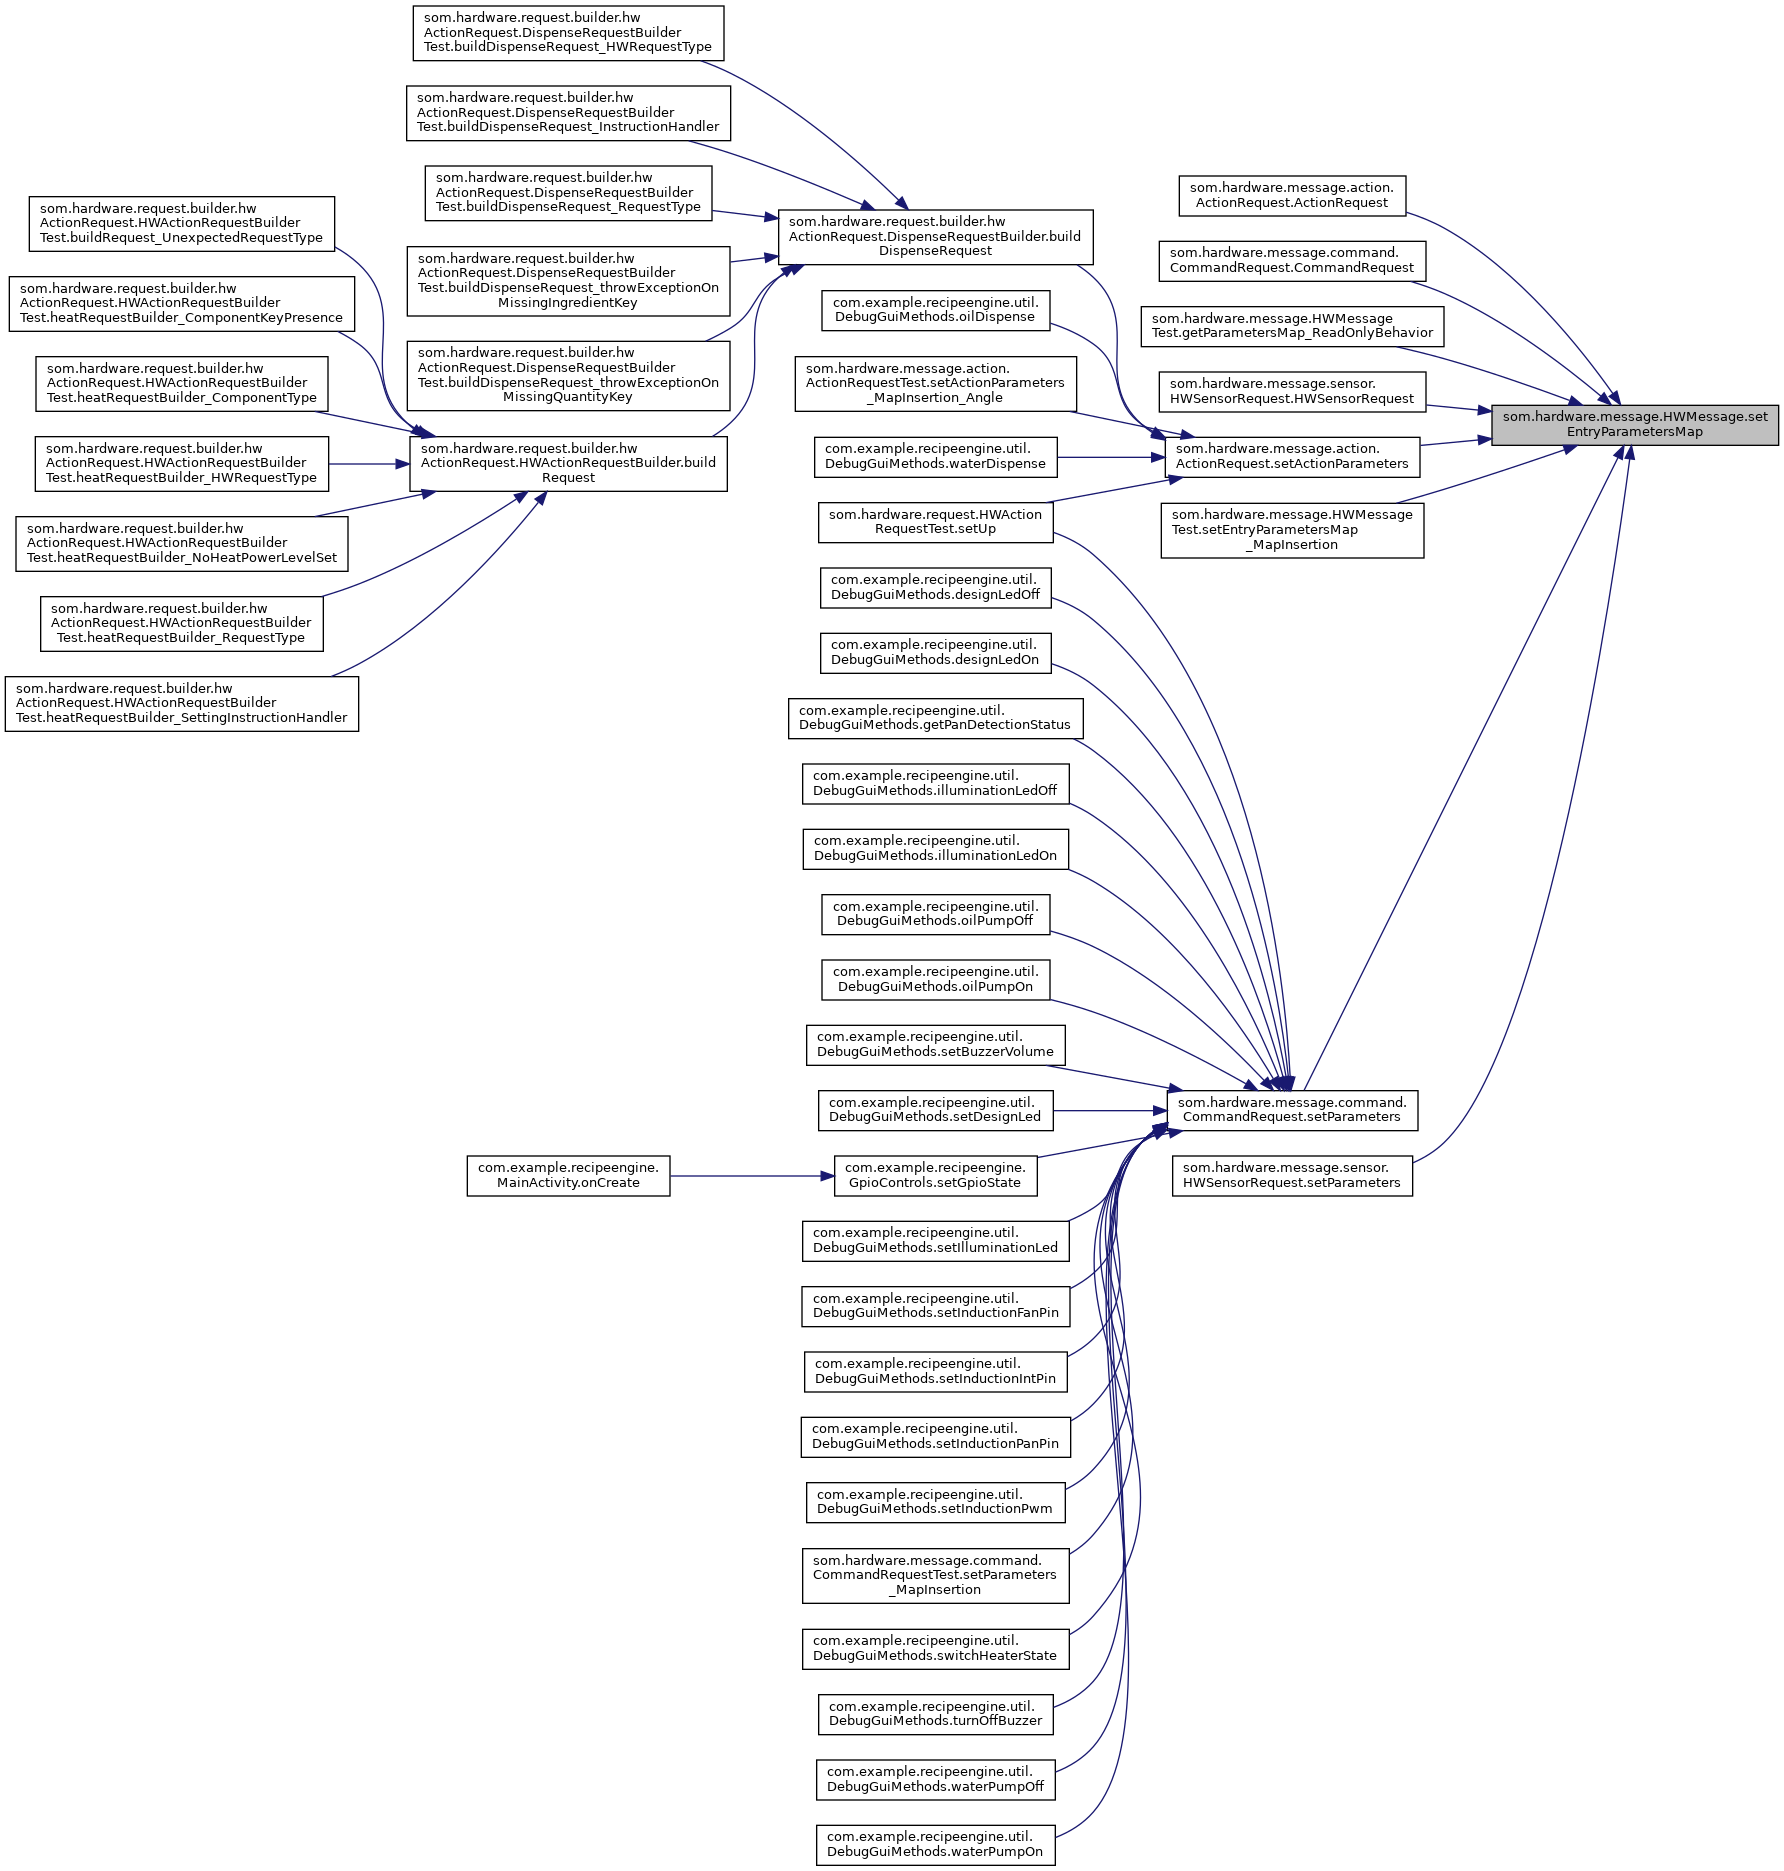 som.hardware.request.builder.hw
ActionRequest.DispenseRequestBuilder
Test.buildDispenseRequest_HWRequestType
som.hardware.request.builder.hw
ActionRequest.DispenseRequestBuilder
Test.buildDispenseRequest_InstructionHandler
som.hardware.request.builder.hw
ActionRequest.DispenseRequestBuilder
Test.buildDispenseRequest_RequestType
som.hardware.request.builder.hw
ActionRequest.DispenseRequestBuilder
Test.buildDispenseRequest_throwExceptionOn
MissingIngredientKey
som.hardware.request.builder.hw
ActionRequest.DispenseRequestBuilder
Test.buildDispenseRequest_throwExceptionOn
MissingQuantityKey
som.hardware.request.builder.hw
ActionRequest.HWActionRequestBuilder
Test.buildRequest_UnexpectedRequestType
som.hardware.request.builder.hw
ActionRequest.HWActionRequestBuilder
Test.heatRequestBuilder_ComponentKeyPresence
som.hardware.request.builder.hw
ActionRequest.HWActionRequestBuilder
Test.heatRequestBuilder_ComponentType
som.hardware.request.builder.hw
ActionRequest.HWActionRequestBuilder
Test.heatRequestBuilder_HWRequestType
som.hardware.request.builder.hw
ActionRequest.HWActionRequestBuilder
Test.heatRequestBuilder_NoHeatPowerLevelSet
som.hardware.request.builder.hw
ActionRequest.HWActionRequestBuilder
Test.heatRequestBuilder_RequestType
som.hardware.request.builder.hw
ActionRequest.HWActionRequestBuilder
Test.heatRequestBuilder_SettingInstructionHandler
som.hardware.request.builder.hw
ActionRequest.HWActionRequestBuilder.build
Request
som.hardware.request.builder.hw
ActionRequest.DispenseRequestBuilder.build
DispenseRequest
com.example.recipeengine.util.
DebugGuiMethods.oilDispense
som.hardware.message.action.
ActionRequestTest.setActionParameters
_MapInsertion_Angle
com.example.recipeengine.util.
DebugGuiMethods.waterDispense
som.hardware.request.HWAction
RequestTest.setUp
com.example.recipeengine.util.
DebugGuiMethods.designLedOff
com.example.recipeengine.util.
DebugGuiMethods.designLedOn
com.example.recipeengine.util.
DebugGuiMethods.getPanDetectionStatus
com.example.recipeengine.util.
DebugGuiMethods.illuminationLedOff
com.example.recipeengine.util.
DebugGuiMethods.illuminationLedOn
com.example.recipeengine.util.
DebugGuiMethods.oilPumpOff
com.example.recipeengine.util.
DebugGuiMethods.oilPumpOn
com.example.recipeengine.util.
DebugGuiMethods.setBuzzerVolume
com.example.recipeengine.util.
DebugGuiMethods.setDesignLed
com.example.recipeengine.
MainActivity.onCreate
com.example.recipeengine.
GpioControls.setGpioState
com.example.recipeengine.util.
DebugGuiMethods.setIlluminationLed
com.example.recipeengine.util.
DebugGuiMethods.setInductionFanPin
com.example.recipeengine.util.
DebugGuiMethods.setInductionIntPin
com.example.recipeengine.util.
DebugGuiMethods.setInductionPanPin
com.example.recipeengine.util.
DebugGuiMethods.setInductionPwm
som.hardware.message.command.
CommandRequestTest.setParameters
_MapInsertion
com.example.recipeengine.util.
DebugGuiMethods.switchHeaterState
com.example.recipeengine.util.
DebugGuiMethods.turnOffBuzzer
com.example.recipeengine.util.
DebugGuiMethods.waterPumpOff
com.example.recipeengine.util.
DebugGuiMethods.waterPumpOn
som.hardware.message.action.
ActionRequest.ActionRequest
som.hardware.message.command.
CommandRequest.CommandRequest
som.hardware.message.HWMessage
Test.getParametersMap_ReadOnlyBehavior
som.hardware.message.sensor.
HWSensorRequest.HWSensorRequest
som.hardware.message.action.
ActionRequest.setActionParameters
som.hardware.message.HWMessage
Test.setEntryParametersMap
_MapInsertion
som.hardware.message.command.
CommandRequest.setParameters
som.hardware.message.sensor.
HWSensorRequest.setParameters
som.hardware.message.HWMessage.set
EntryParametersMap